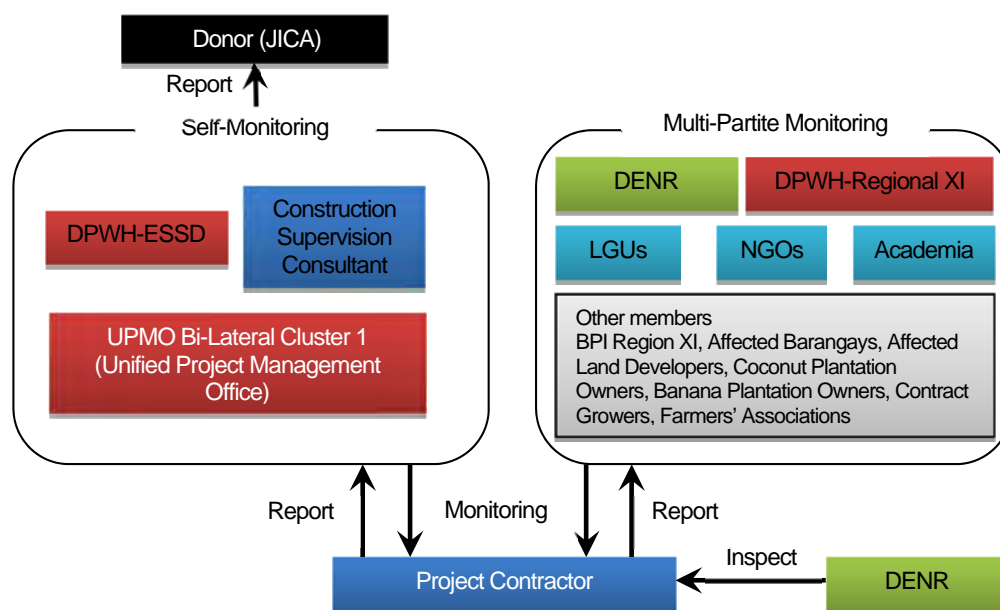 Donor (JICA)
Report
Self-Monitoring
DPWH-ESSD
Construction
Supervision
Consultant
UPMO Bi-Lateral Cluster 1
(Unified Project Management
Office)
Multi-Partite Monitoring
DENR
DPWH-Regional XI
LGUs
NGOs
Academia
Other members
BPI Region XI, Affected Barangays, Affected
Land Developers, Coconut Plantation
Owners, Banana Plantation Owners, Contract
Growers, Farmers’ Associations
Report
Monitoring
Report
Project Contractor
Inspect
DENR